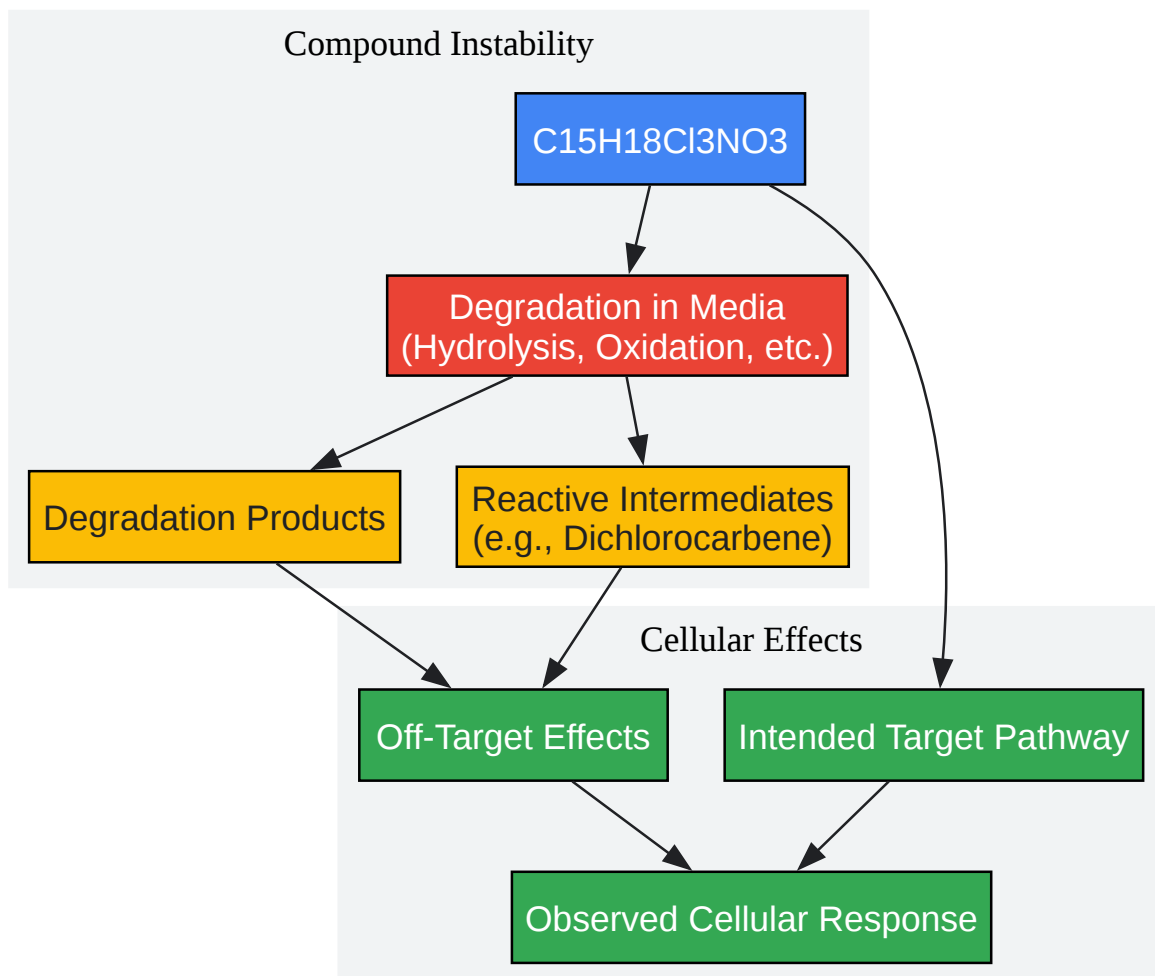 Compound Instability
C15H18Cl3NO3
Degradation in Media
(Hydrolysis, Oxidation, etc.)
Degradation Products
Reactive Intermediates
(e.g., Dichlorocarbene)
Cellular Effects
Off-Target Effects
Intended Target Pathway
Observed Cellular Response